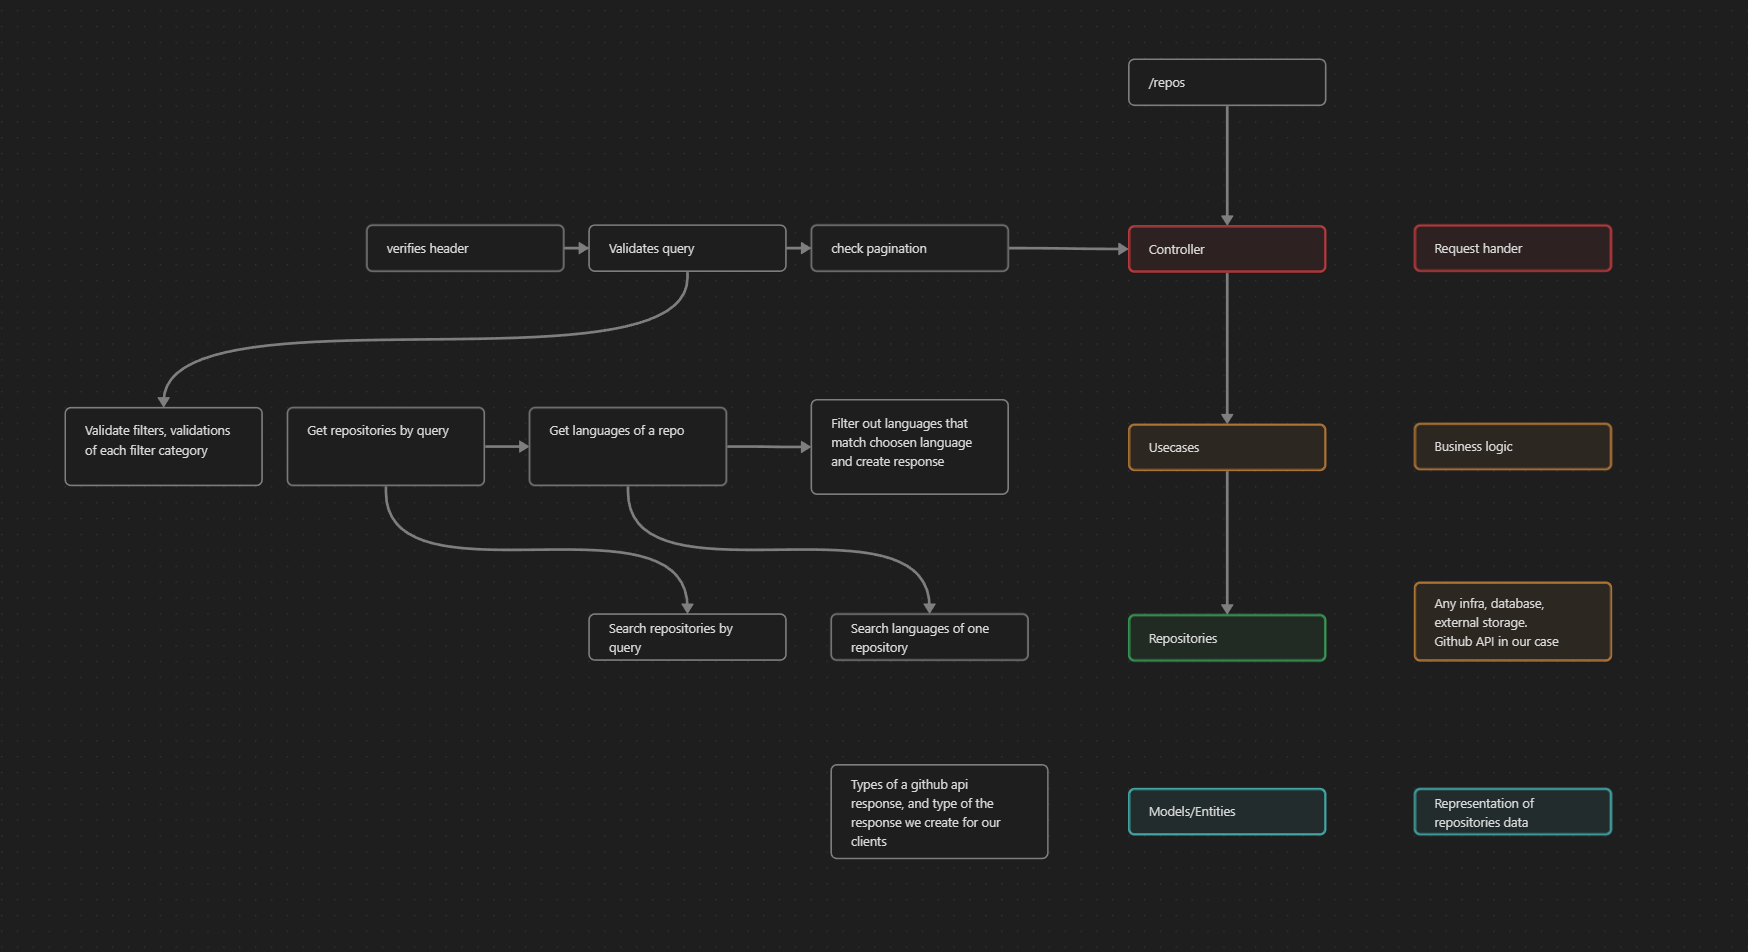 /repos
verifies header
Validates query
check pagination
Controller
Request hander
Validate filters, validations
of each filter category
Get repositories by query
Get languages of a repo
Filter out languages that
match choosen language
and create response
Usecases
Business logic
Search repositories by
query
Search languages of one
repository
Repositories
Any infra, database,
external storage.
Github API in our case
Types of a github api
response, and type of the
response we create for our
clients
Models/Entities
Representation of
repositories data